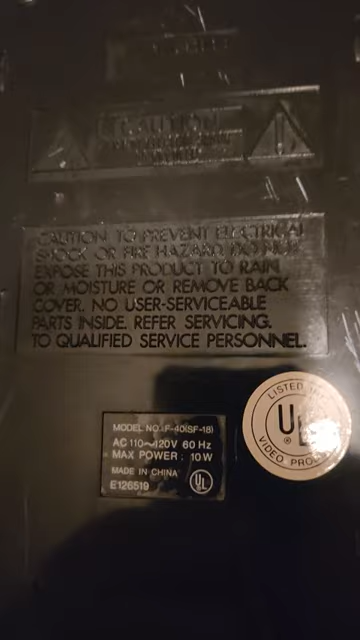 CAUTION
CAUTION: TO PREVENT ELECTRICAL
SHOCK OR FIRE HAZARD, DO NOT
EXPOSE THIS PRODUCT TO RAIN
OR MOISTURE OR REMOVE BACK
COVER. NO USER-SERVICEABLE
PARTS INSIDE. REFER SERVICING.
TO QUALIFIED SERVICE PERSONNEL.
MODEL NO.:F-40(SF-18)
AC 110~120V 60 Hz
MAX POWER : 10 W
MADE IN CHINA
E126519
UL
LISTED
UL
®
VIDEO